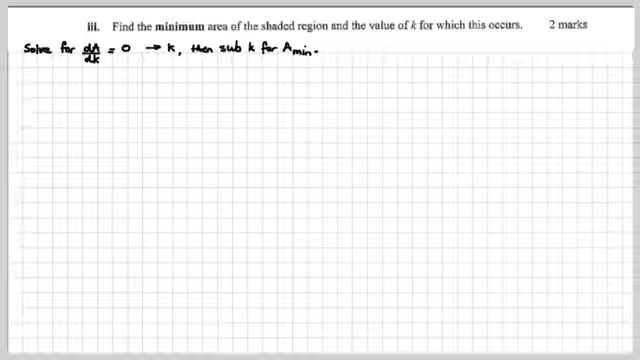 iii. Find the minimum area of the shaded region and the value of k for which this occurs. 2 marks
Solve for dA/dk = 0 → k, then sub k for Amin.